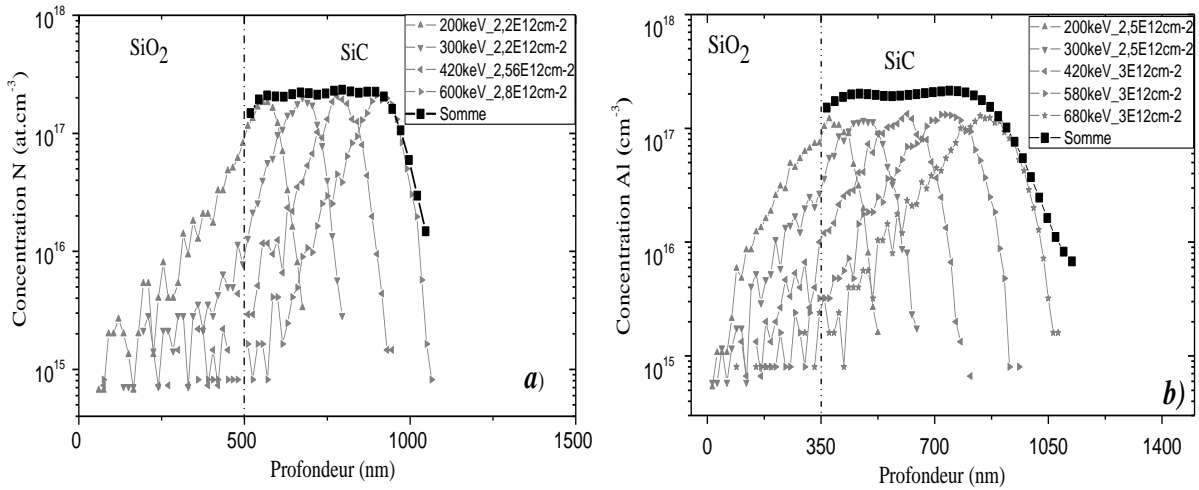 SiO2
SiC
200keV_2,2E12cm-2
300keV_2,2E12cm-2
420keV_2,56E12cm-2
600keV_2,8E12cm-2
Somme
10^18
10^17
10^16
10^15
Concentration N (at.cm-3)
0
500
1000
1500
Profondeur (nm)
a)
SiO2
SiC
200keV_2,5E12cm-2
300keV_2,5E12cm-2
420keV_3E12cm-2
580keV_3E12cm-2
680keV_3E12cm-2
Somme
10^18
10^17
10^16
10^15
Concentration Al (cm-3)
0
350
700
1050
1400
Profondeur (nm)
b)